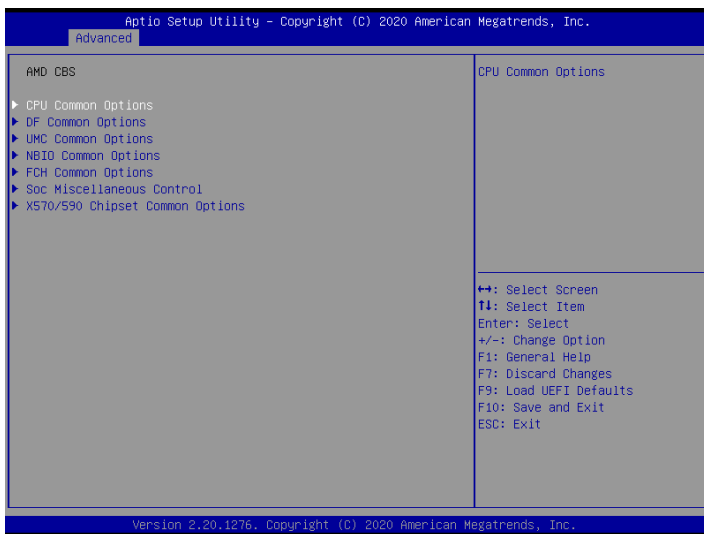 Aptio Setup Utility – Copyright (C) 2020 American Megatrends, Inc.
Advanced
AMD CBS
CPU Common Options
DF Common Options
UMC Common Options
NBIO Common Options
FCH Common Options
Soc Miscellaneous Control
X570/590 Chipset Common Options
CPU Common Options
↔: Select Screen
↑↓: Select Item
Enter: Select
+/-: Change Option
F1: General Help
F7: Discard Changes
F9: Load UEFI Defaults
F10: Save and Exit
ESC: Exit
Version 2.20.1276. Copyright (C) 2020 American Megatrends, Inc.